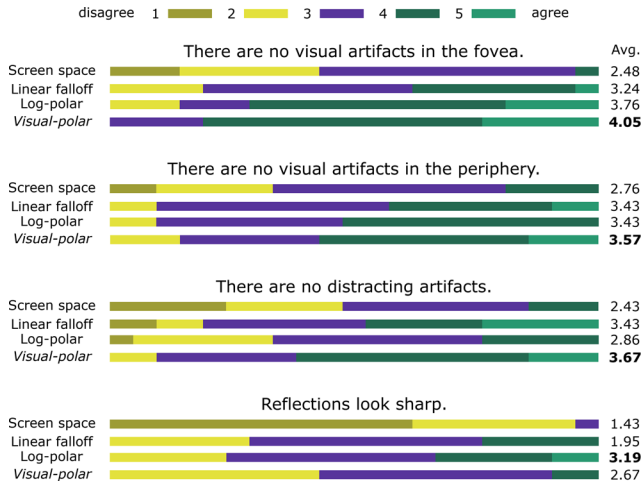 disagree 1 2 3 4 5 agree
There are no visual artifacts in the fovea. Avg.
Screen space 2.48
Linear falloff 3.24
Log-polar 3.76
Visual-polar 4.05
There are no visual artifacts in the periphery.
Screen space 2.76
Linear falloff 3.43
Log-polar 3.43
Visual-polar 3.57
There are no distracting artifacts.
Screen space 2.43
Linear falloff 3.43
Log-polar 2.86
Visual-polar 3.67
Reflections look sharp.
Screen space 1.43
Linear falloff 1.95
Log-polar 3.19
Visual-polar 2.67